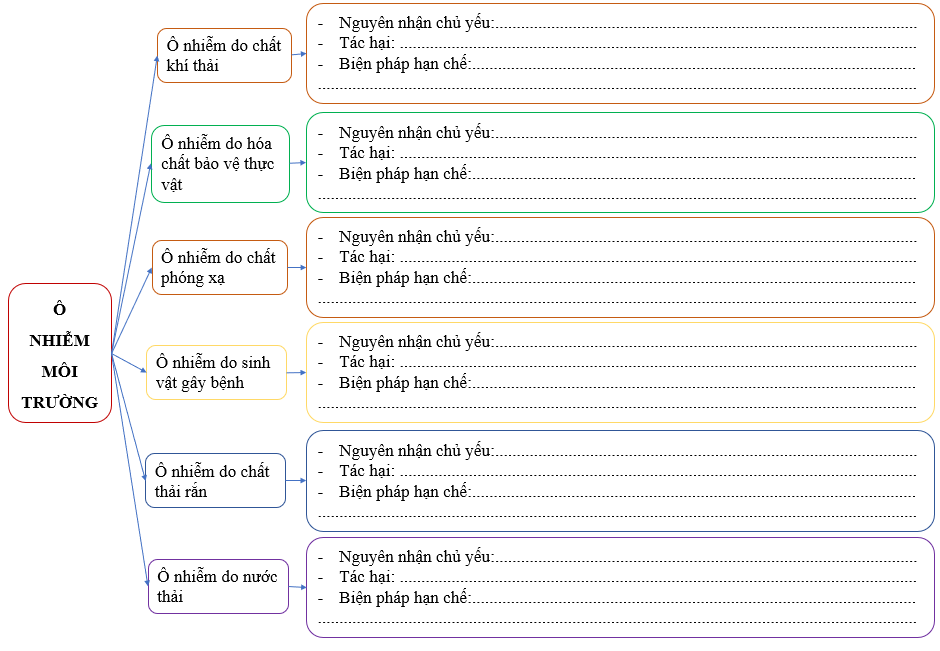 Ô
NHIỄM
MÔI
TRƯỜNG
Ô nhiễm do chất
khí thải
- Nguyên nhận chủ yếu:........................................................................................................
- Tác hại: ................................................................................................................................
- Biện pháp hạn chế:..............................................................................................................
......................................................................................................................................................
Ô nhiễm do hóa
chất bảo vệ thực
vật
- Nguyên nhận chủ yếu:........................................................................................................
- Tác hại: ................................................................................................................................
- Biện pháp hạn chế:..............................................................................................................
......................................................................................................................................................
Ô nhiễm do chất
phóng xạ
- Nguyên nhận chủ yếu:........................................................................................................
- Tác hại: ................................................................................................................................
- Biện pháp hạn chế:..............................................................................................................
......................................................................................................................................................
Ô nhiễm do sinh
vật gây bệnh
- Nguyên nhận chủ yếu:........................................................................................................
- Tác hại: ................................................................................................................................
- Biện pháp hạn chế:..............................................................................................................
......................................................................................................................................................
Ô nhiễm do chất
thải rắn
- Nguyên nhận chủ yếu:........................................................................................................
- Tác hại: ................................................................................................................................
- Biện pháp hạn chế:..............................................................................................................
......................................................................................................................................................
Ô nhiễm do nước
thải
- Nguyên nhận chủ yếu:........................................................................................................
- Tác hại: ................................................................................................................................
- Biện pháp hạn chế:..............................................................................................................
......................................................................................................................................................